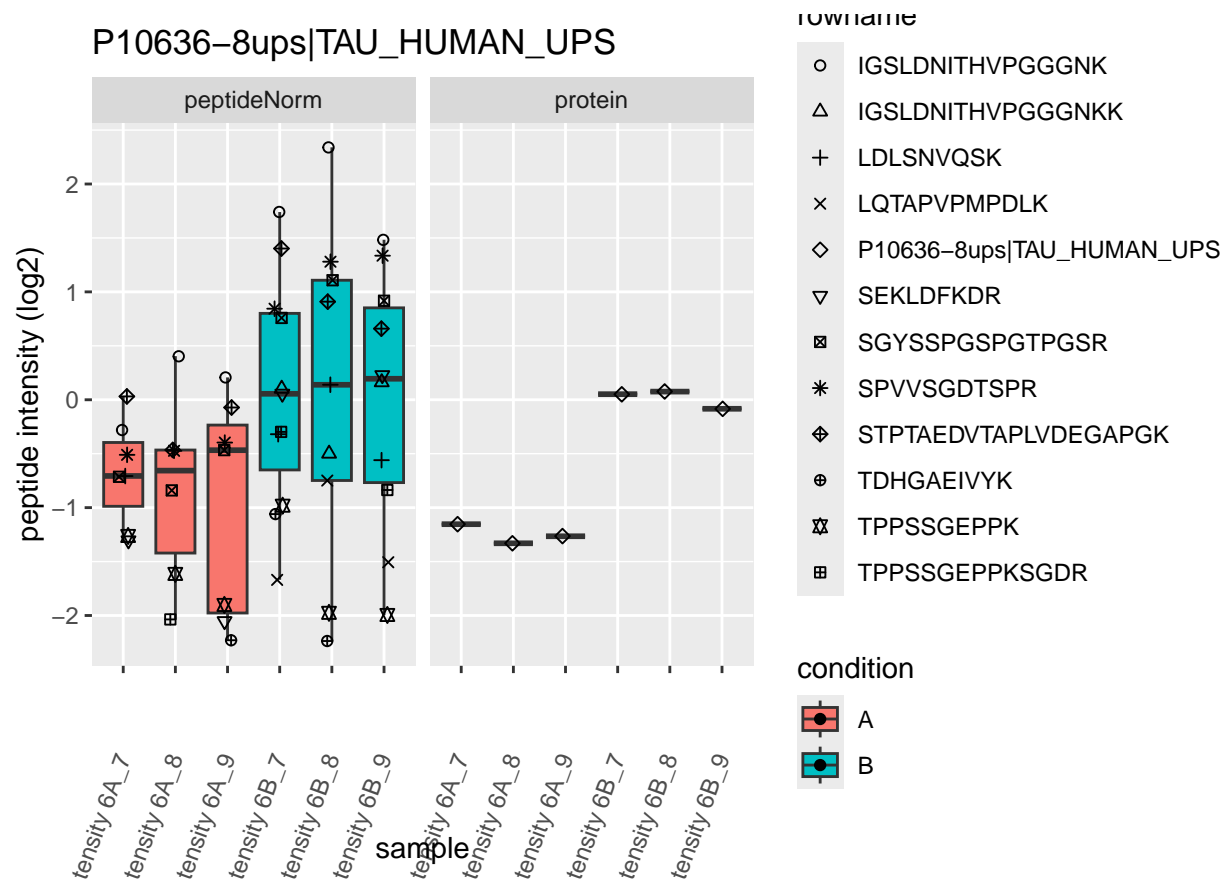 P10636−8ups|TAU_HUMAN_UPS
peptideNorm
protein
peptide intensity (log2)
2
1
0
−1
−2
tensity 6A_7
tensity 6A_8
tensity 6A_9
tensity 6B_7
tensity 6B_8
tensity 6B_9
tensity 6A_7
tensity 6A_8
tensity 6A_9
tensity 6B_7
tensity 6B_8
tensity 6B_9
sample
rowname
IGSLDNITHVPGGGNK
IGSLDNITHVPGGGNKK
LDLSNVQSK
LQTAPVPMPDLK
P10636−8ups|TAU_HUMAN_UPS
SEKLDFKDR
SGYSSPGSPGTPGSR
SPVVSGDTSPR
STPTAEDVTAPLVDEGAPGK
TDHGAEIVYK
TPPSSGEPPK
TPPSSGEPPKSGDR
condition
A
B